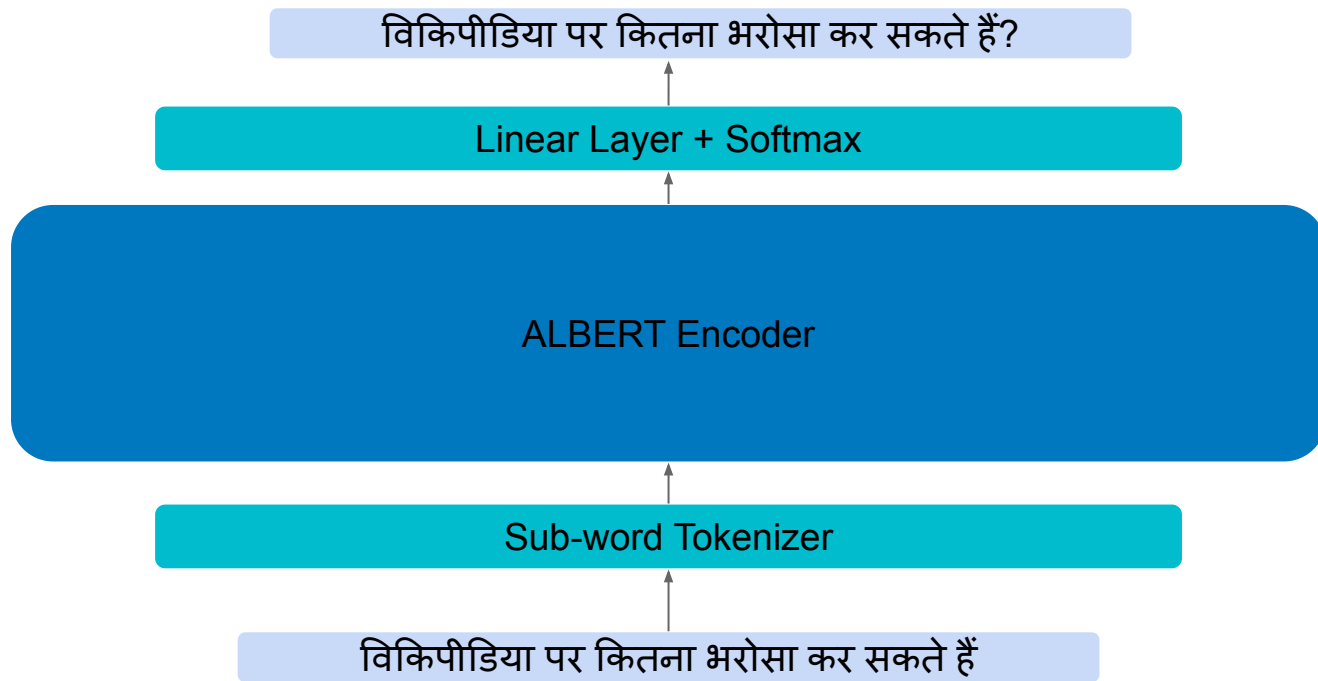 विकिपीडिया पर कितना भरोसा कर सकते हैं?
Linear Layer + Softmax
ALBERT Encoder
Sub-word Tokenizer
विकिपीडिया पर कितना भरोसा कर सकते हैं